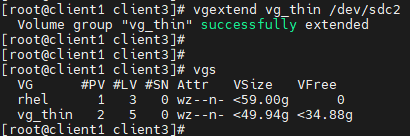 [root@client1 client3]# vgextend vg_thin /dev/sdc2
  Volume group "vg_thin" successfully extended
[root@client1 client3]#
[root@client1 client3]#
[root@client1 client3]# vgs
  VG      #PV #LV #SN Attr   VSize   VFree
  rhel      1   3   0 wz--n- <59.00g      0
  vg_thin   2   5   0 wz--n- <49.94g <34.88g
[root@client1 client3]#